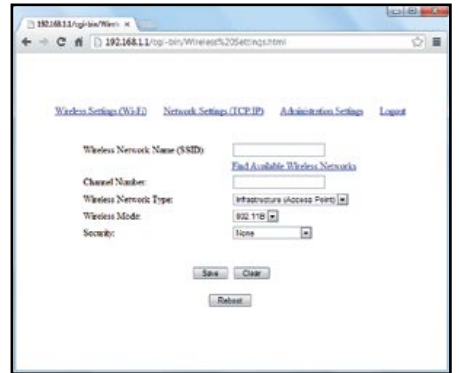 192.168.1.1/cgi-bin/Wirele
192.168.1.1/cgi-bin/Wireless%20Settings.html
Wireless Settings (Wi-Fi) Network Settings (TCP/IP) Administration Settings Logout
Wireless Network Name (SSID):
Find Available Wireless Networks
Channel Number:
Wireless Network Type: Infrastructure (Access Point)
Wireless Mode: 802.11B
Security: None
Save Clear
Reboot